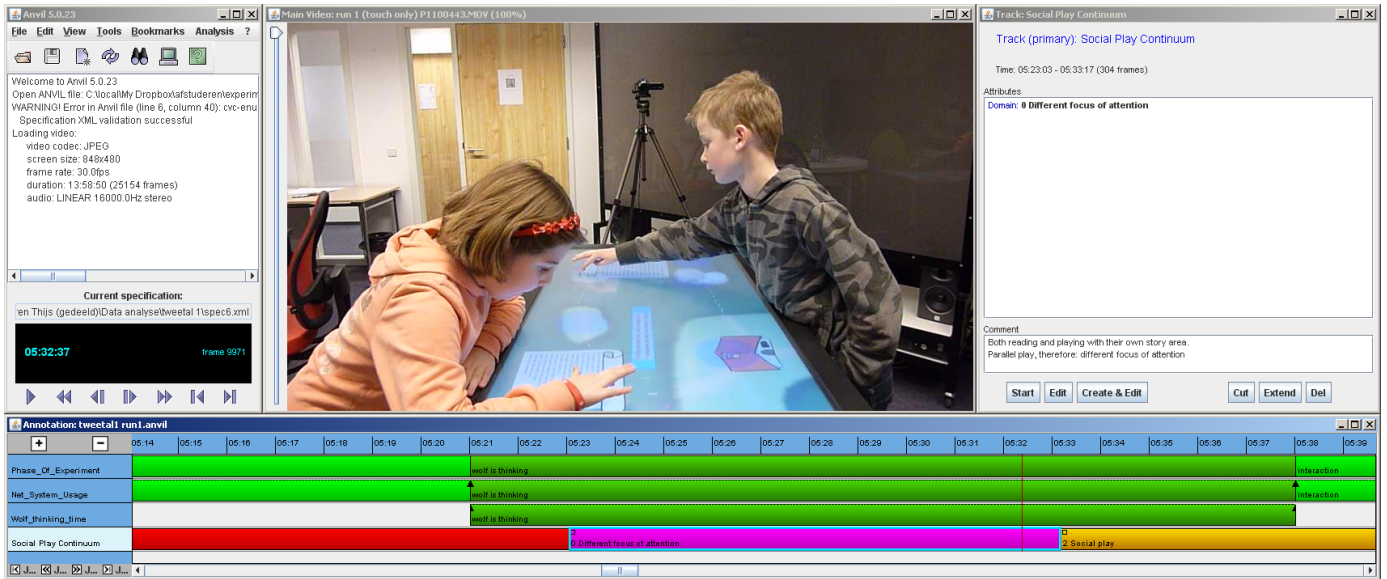 Anvil 5.0.23
File Edit View Tools Bookmarks Analysis ?
Welcome to Anvil 5.0.23
Open ANVIL file: C:\local\My Dropbox\afstuderen\experim
WARNING! Error in Anvil file (line 6, column 40): cvc-enu
Specification XML validation successful
Loading video:
video codec: JPEG
screen size: 848x480
frame rate: 30.0fps
duration: 13:58:50 (25154 frames)
audio: LINEAR 16000.0Hz stereo
Current specification:
en Thijs (gedeeld)\Data analyse\tweetal 1\spec6.xml
05:32:37 frame 9971
Main Video: run 1 (touch only) P1100443.MOV (100%)
Track: Social Play Continuum
Track (primary): Social Play Continuum
Time: 05:23:03 - 05:33:17 (304 frames)
Attributes
Domain: 0 Different focus of attention
Comment
Both reading and playing with their own story area.
Parallel play, therefore: different focus of attention
Start Edit Create & Edit Cut Extend Del
Annotation: tweetal1 run1.anvil
+ - 05:14 05:15 05:16 05:17 05:18 05:19 05:20 05:21 05:22 05:23 05:24 05:25 05:26 05:27 05:28 05:29 05:30 05:31 05:32 05:33 05:34 05:35 05:36 05:37 05:38 05:39
Phase_Of_Experiment wolf is thinking interaction
Net_System_Usage wolf is thinking interaction
Wolf_thinking_time wolf is thinking
Social Play Continuum 0 Different focus of attention 2 Social play
J... J... J... J...